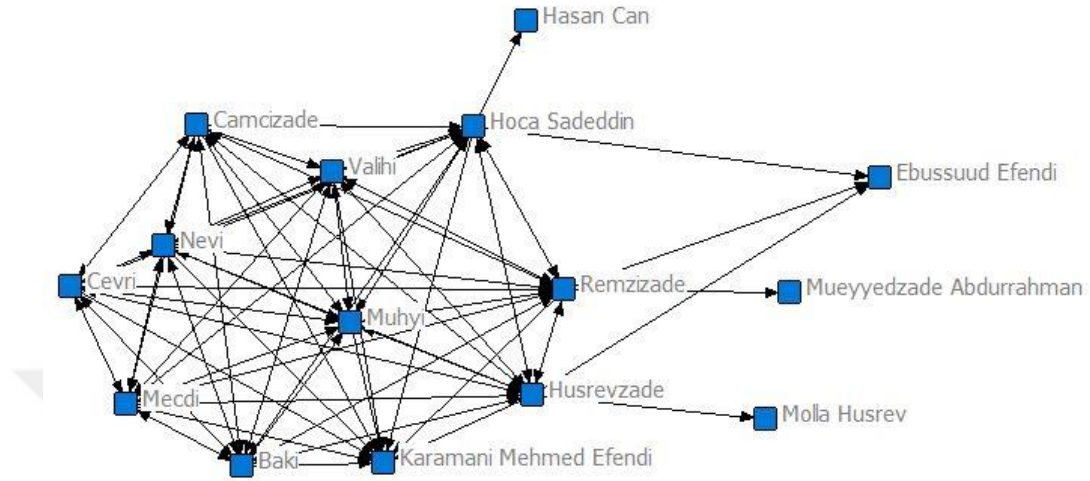 Hasan Can
Camcizade
Hoca Sadeddin
Valihi
Ebussuud Efendi
Nevi
Cevri
Remzizade
Mueyyedzade Abdurrahman
Muhyi
Mecdi
Husrevzade
Molla Husrev
Baki
Karamani Mehmed Efendi